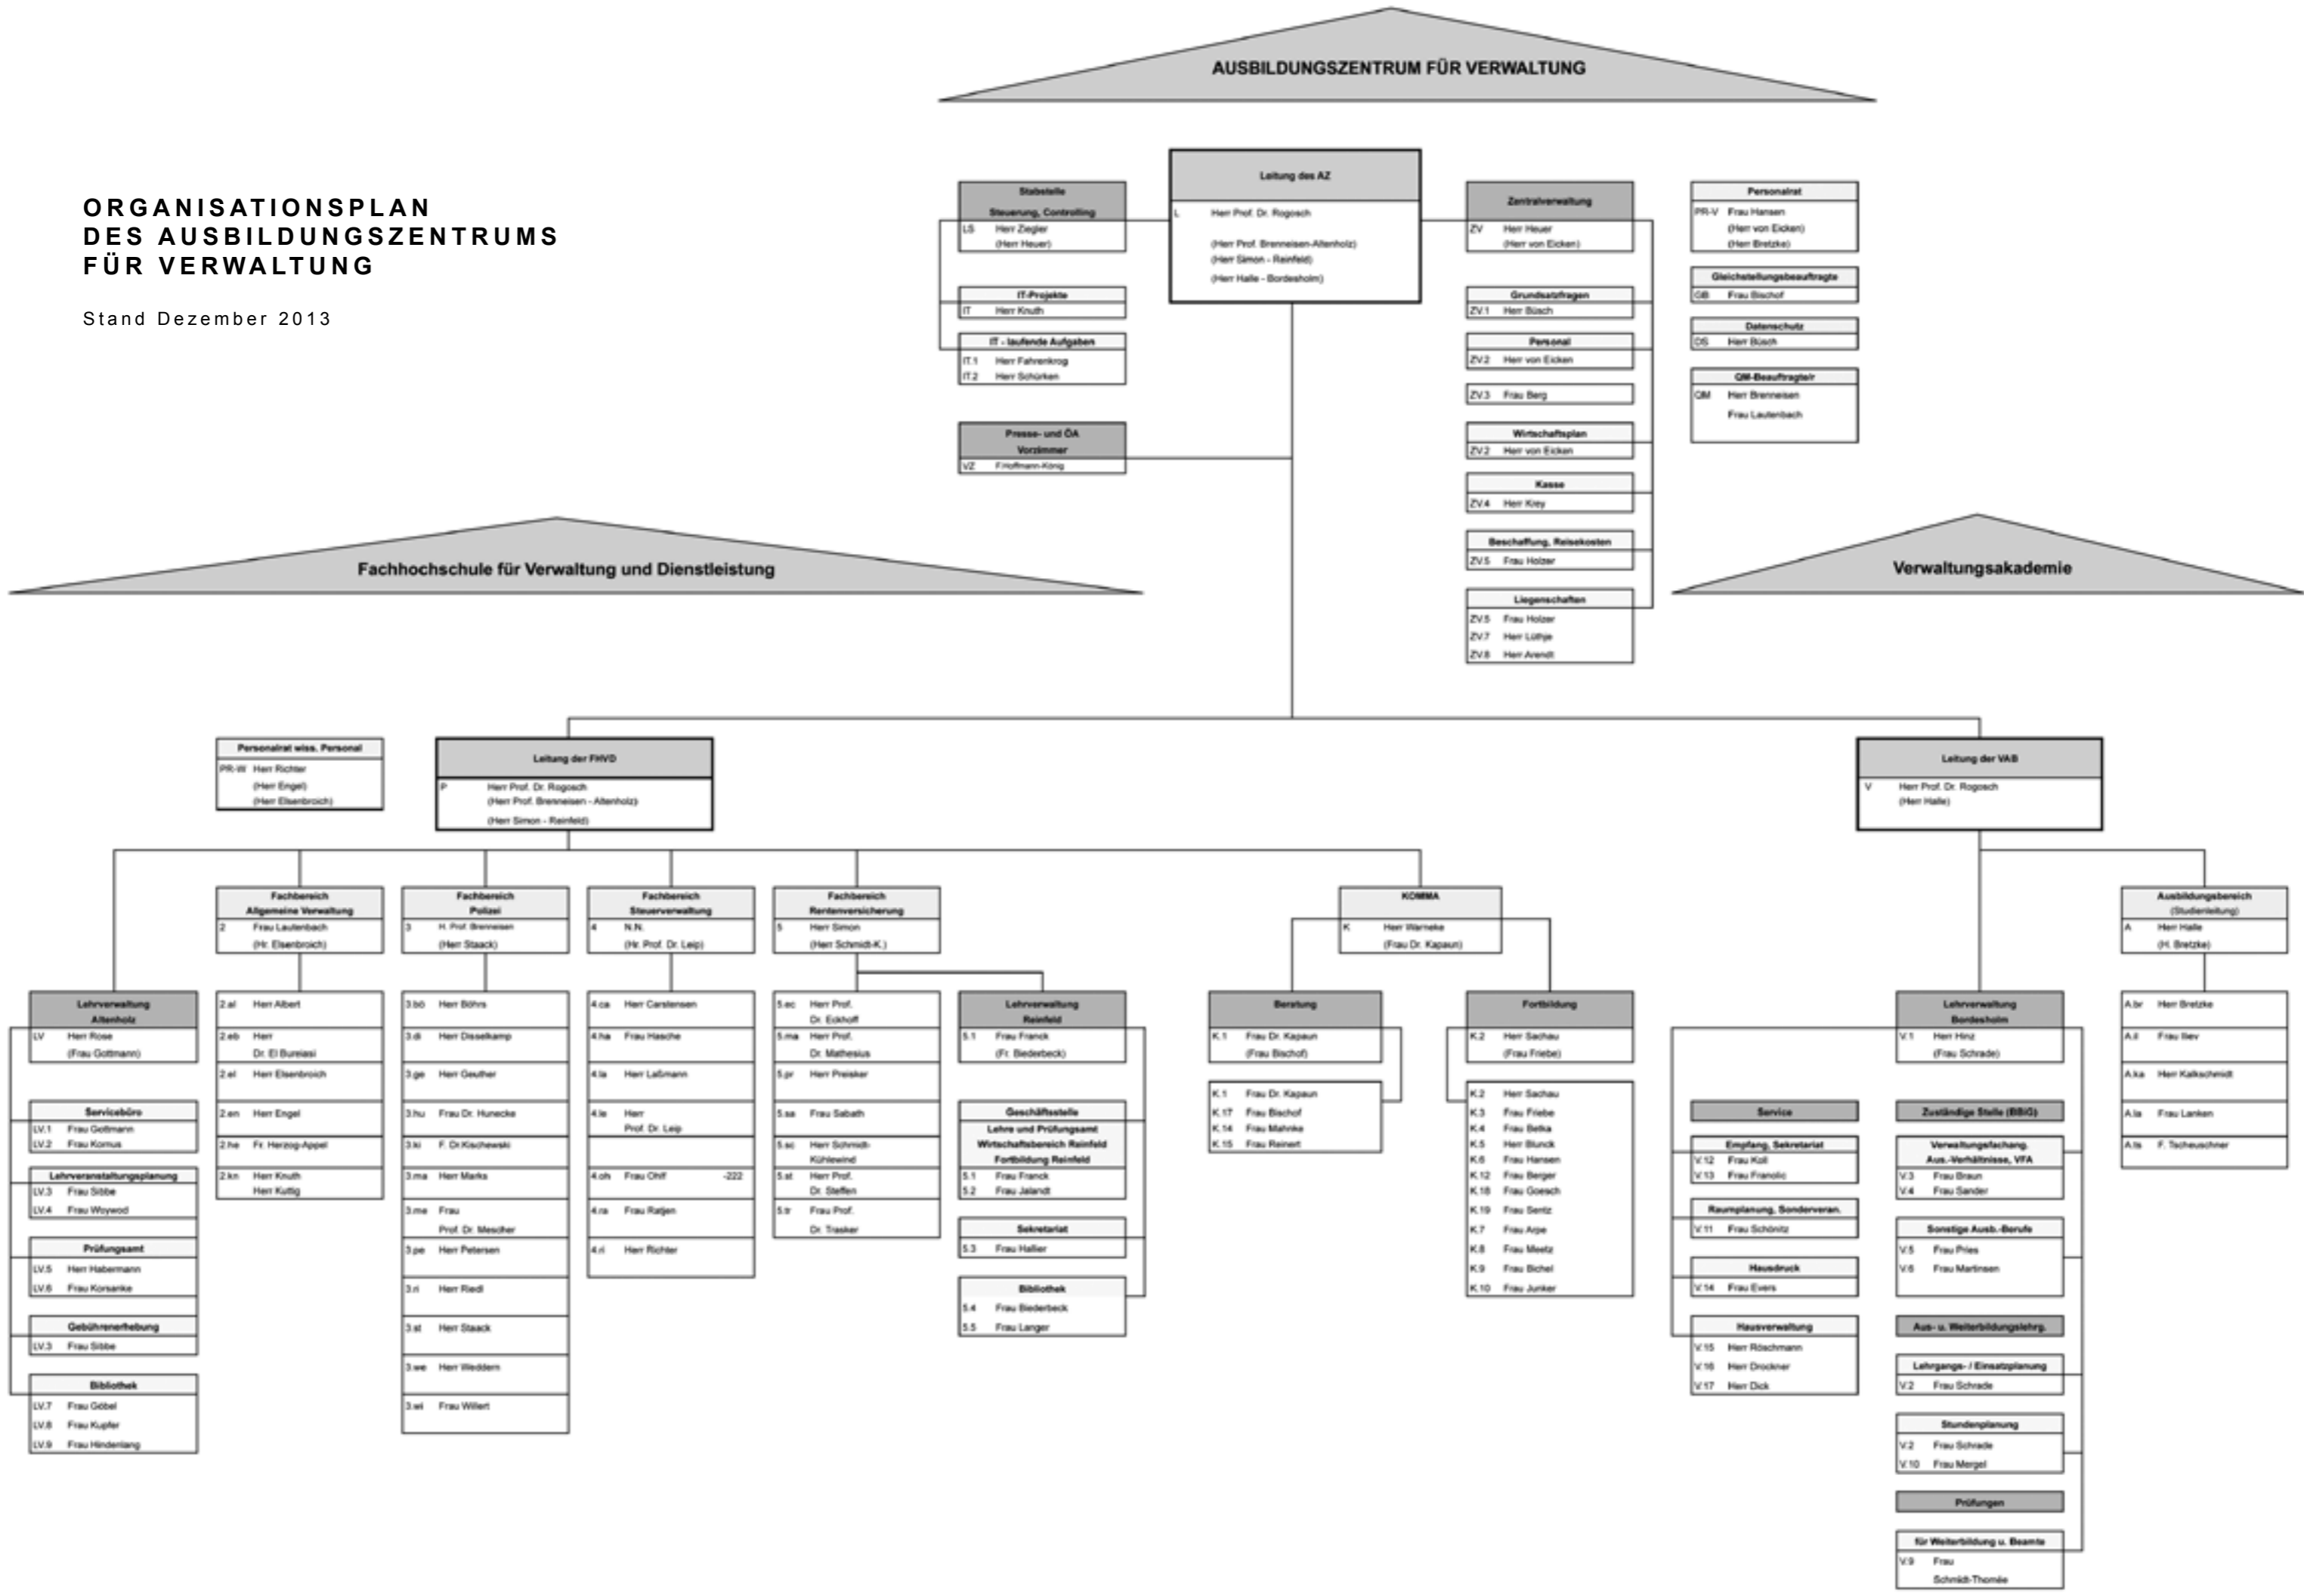 AUSBILDUNGSZENTRUM FÜR VERWALTUNG
ORGANISATIONSPLAN
DES AUSBILDUNGSZENTRUMS
FÜR VERWALTUNG
Stand Dezember 2013
Stabstelle
Steuerung, Controlling
LS Herr Ziegler
(Herr Heuer)
IT-Projekte
IT Herr Knuth
IT - laufende Aufgaben
IT.1 Herr Fahrenkrog
IT.2 Herr Schürken
Presse- und ÖA
Vorzimmer
VZ F.Hoffmann-König
Leitung des AZ
L Herr Prof. Dr. Rogosch
(Herr Prof. Brenneisen-Altenholz)
(Herr Simon - Reinfeld)
(Herr Halle - Bordesholm)
Zentralverwaltung
ZV Herr Heuer
(Herr von Eicken)
Grundsatzfragen
ZV.1 Herr Büsch
Personal
ZV.2 Herr von Eicken
ZV.3 Frau Berg
Wirtschaftsplan
ZV.2 Herr von Eicken
Kasse
ZV.4 Herr Krey
Beschaffung, Reisekosten
ZV.5 Frau Holzer
Liegenschaften
ZV.5 Frau Holzer
ZV.7 Herr Lüthje
ZV.8 Herr Arendt
Personalrat
PR-V Frau Hansen
(Herr von Eicken)
(Herr Bretzke)
Gleichstellungsbeauftragte
GB Frau Bischof
Datenschutz
DS Herr Büsch
QM-Beauftragte/r
QM Herr Brenneisen
Frau Lautenbach
Fachhochschule für Verwaltung und Dienstleistung
Verwaltungsakademie
Personalrat wiss. Personal
PR-W Herr Richter
(Herr Engel)
(Herr Elsenbroich)
Leitung der FHVD
P Herr Prof. Dr. Rogosch
(Herr Prof. Brenneisen - Altenholz)
(Herr Simon - Reinfeld)
Leitung der VAB
V Herr Prof. Dr. Rogosch
(Herr Halle)
Lehrverwaltung
Altenholz
LV Herr Rose
(Frau Gottmann)
Servicebüro
LV.1 Frau Gottmann
LV.2 Frau Kornus
Lehrveranstaltungsplanung
LV.3 Frau Sibbe
LV.4 Frau Woywod
Prüfungsamt
LV.5 Herr Habermann
LV.6 Frau Korsanke
Gebührenerhebung
LV.3 Frau Sibbe
Bibliothek
LV.7 Frau Göbel
LV.8 Frau Kupfer
LV.9 Frau Hindenlang
Fachbereich
Allgemeine Verwaltung
2 Frau Lautenbach
(Hr. Elsenbroich)
2.al Herr Albert
2.eb Herr
Dr. El Bureiasi
2.el Herr Elsenbroich
2.en Herr Engel
2.he Fr. Herzog-Appel
2.kn Herr Knuth
Herr Kuttig
Fachbereich
Polizei
3 H. Prof. Brenneisen
(Herr Staack)
3.bö Herr Böhrs
3.di Herr Disselkamp
3.ge Herr Geuther
3.hu Frau Dr. Hunecke
3.ki F. Dr.Kischewski
3.ma Herr Marks
3.me Frau
Prof. Dr. Mescher
3.pe Herr Petersen
3.ri Herr Riedl
3.st Herr Staack
3.we Herr Weddern
3.wi Frau Willert
Fachbereich
Steuerverwaltung
4 N.N.
(Hr. Prof. Dr. Leip)
4.ca Herr Carstensen
4.ha Frau Hasche
4.la Herr Laßmann
4.le Herr
Prof. Dr. Leip
4.oh Frau Ohlf -222
4.ra Frau Ratjen
4.ri Herr Richter
Fachbereich
Rentenversicherung
5 Herr Simon
(Herr Schmidt-K.)
5.ec Herr Prof.
Dr. Eckhoff
5.ma Herr Prof.
Dr. Mathesius
5.pr Herr Preisker
5.sa Frau Sabath
5.sc Herr Schmidt-
Kühlewind
5.st Herr Prof.
Dr. Steffen
5.tr Frau Prof.
Dr. Trasker
Lehrverwaltung
Reinfeld
5.1 Frau Franck
(Fr. Biederbeck)
Geschäftsstelle
Lehre und Prüfungsamt
Wirtschaftsbereich Reinfeld
Fortbildung Reinfeld
5.1 Frau Franck
5.2 Frau Jalandt
Sekretariat
5.3 Frau Hallier
Bibliothek
5.4 Frau Biederbeck
5.5 Frau Langer
KOMMA
K Herr Warneke
(Frau Dr. Kapaun)
Beratung
K.1 Frau Dr. Kapaun
(Frau Bischof)
K.1 Frau Dr. Kapaun
K.17 Frau Bischof
K.14 Frau Mahnke
K.15 Frau Reinert
Fortbildung
K.2 Herr Sachau
(Frau Friebe)
K.2 Herr Sachau
K.3 Frau Friebe
K.4 Frau Betka
K.5 Herr Blunck
K.6 Frau Hansen
K.12 Frau Berger
K.18 Frau Goesch
K.19 Frau Sentz
K.7 Frau Arpe
K.8 Frau Meetz
K.9 Frau Bichel
K.10 Frau Junker
Service
Empfang, Sekretariat
V.12 Frau Koll
V.13 Frau Franolic
Raumplanung, Sonderveran.
V.11 Frau Schönitz
Hausdruck
V.14 Frau Evers
Hausverwaltung
V.15 Herr Röschmann
V.16 Herr Drockner
V.17 Herr Dick
Lehrverwaltung
Bordesholm
V.1 Herr Hinz
(Frau Schrade)
Zuständige Stelle (BBiG)
Verwaltungsfachang.
Aus.-Verhältnisse, VFA
V.3 Frau Braun
V.4 Frau Sander
Sonstige Ausb.-Berufe
V.5 Frau Pries
V.6 Frau Martinsen
Aus- u. Weiterbildungslehrg.
Lehrgangs- / Einsatzplanung
V.2 Frau Schrade
Stundenplanung
V.2 Frau Schrade
V.10 Frau Mergel
Prüfungen
für Weiterbildung u. Beamte
V.9 Frau
Schmidt-Thomée
Ausbildungsbereich
(Studienleitung)
A Herr Halle
(H. Bretzke)
A.br Herr Bretzke
A.il Frau Iliev
A.ka Herr Kalkschmidt
A.la Frau Lanken
A.ts F. Tscheuschner